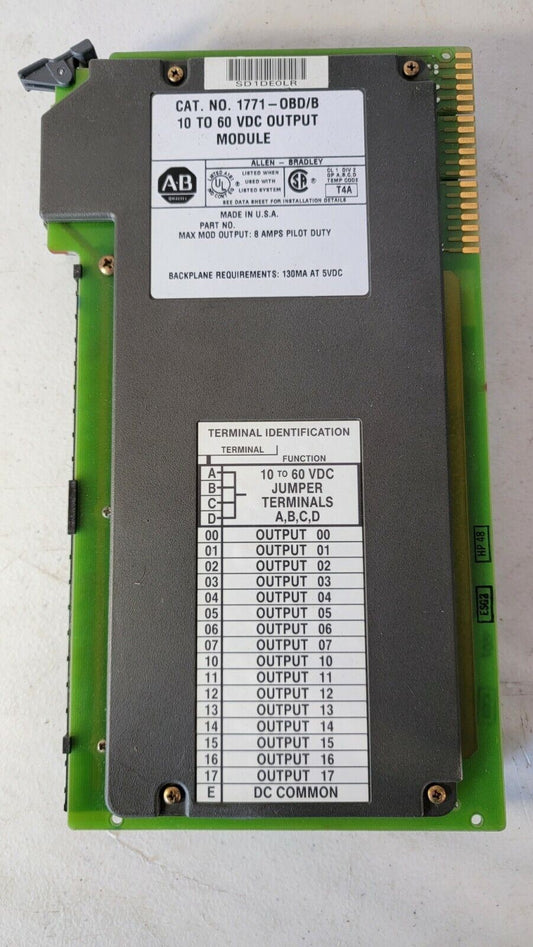 SD1DE0LR
CAT. NO. 1771-OBD/B
10 TO 60 VDC OUTPUT
MODULE
ALLEN - BRADLEY
A·B
LISTED
UL
LISTED WHEN
USED WITH
LISTED SYSTEM
SA
CL 1 DIV 2
GP A,B,C,D
TEMP CODE
T4A
SEE DATA SHEET FOR INSTALLATION DETAILS
MADE IN U.S.A.
PART NO.
MAX MOD OUTPUT: 8 AMPS PILOT DUTY
BACKPLANE REQUIREMENTS: 130MA AT 5VDC
TERMINAL IDENTIFICATION
TERMINAL
FUNCTION
A 10 TO 60 VDC
B JUMPER
C TERMINALS
D A,B,C,D
00 OUTPUT 00
01 OUTPUT 01
02 OUTPUT 02
03 OUTPUT 03
04 OUTPUT 04
05 OUTPUT 05
06 OUTPUT 06
07 OUTPUT 07
10 OUTPUT 10
11 OUTPUT 11
12 OUTPUT 12
13 OUTPUT 13
14 OUTPUT 14
15 OUTPUT 15
16 OUTPUT 16
17 OUTPUT 17
E DC COMMON
HP 48
ESG2